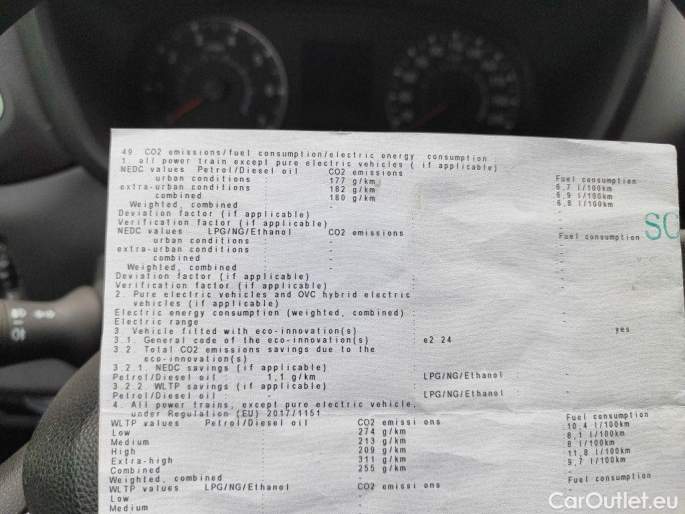 49. CO2 emissions/fuel consumption/electric energy consumption
1. all power train except pure electric vehicles ( if applicable)
NEDC values Petrol/Diesel oil CO2 emissions Fuel consumption
urban conditions : 177 g/km 6,7 l/100km
extra-urban conditions : 182 g/km 6,9 l/100km
combined : 180 g/km 6,8 l/100km
Weighted, combined - -
Deviation factor (if applicable) -
Verification factor (if applicable) -
NEDC values LPG/NG/Ethanol CO2 emissions Fuel consumption
SC
urban conditions - -
extra-urban conditions - -
combined - -
Weighted, combined - -
Deviation factor (if applicable) -
Verification factor (if applicable) -
2. Pure electric vehicles and OVC hybrid electric
vehicles (if applicable)
Electric energy consumption (weighted, combined) -
Electric range -
3. Vehicle fitted with eco-innovation(s) yes
3.1. General code of the eco-innovation(s) e2 24
3.2. Total CO2 emissions savings due to the
eco-innovation(s)
3.2.1. NEDC savings (if applicable)
Petrol/Diesel oil 1,1 g/km LPG/NG/Ethanol -
3.2.2. WLTP savings (if applicable)
Petrol/Diesel oil - LPG/NG/Ethanol -
4. All power trains, except pure electric vehicle,
under Regulation (EU) 2017/1151
WLTP values Petrol/Diesel oil CO2 emissions Fuel consumption
Low : 274 g/km 10,4 l/100km
Medium : 213 g/km 8,1 l/100km
High : 209 g/km 8 l/100km
Extra-high : 311 g/km 11,8 l/100km
Combined : 255 g/km 9,7 l/100km
Weighted, combined - -
WLTP values LPG/NG/Ethanol CO2 emissions Fuel consumption
Low - -
Medium -
CarOutlet.eu